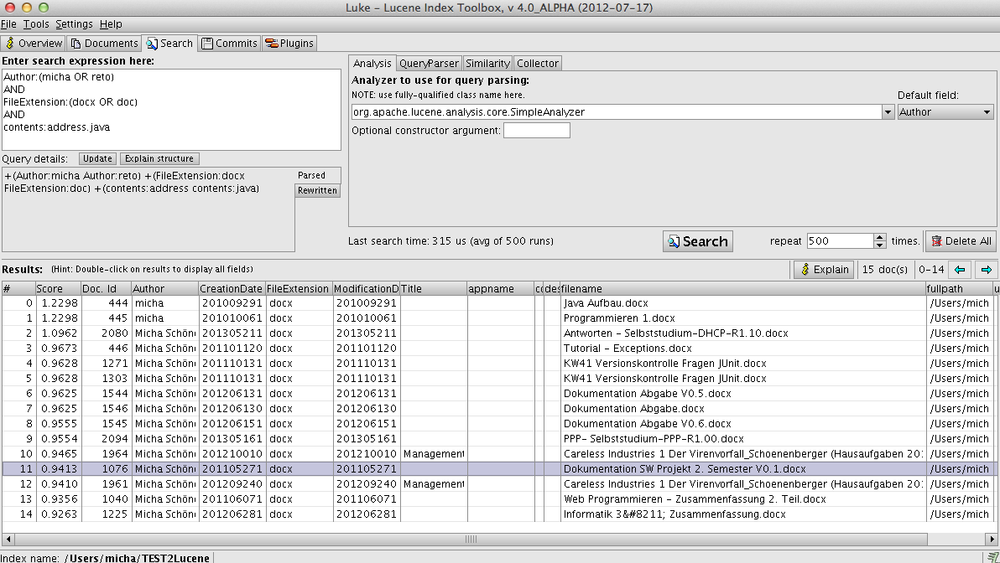 Luke - Lucene Index Toolbox, v 4.0_ALPHA (2012-07-17)
File Tools Settings Help
Overview Documents Search Commits Plugins
Enter search expression here:
Author:(micha OR reto)
AND
FileExtension:(docx OR doc)
AND
contents:address.java
Query details: Update Explain structure
+(Author:micha Author:reto) +(FileExtension:docx
FileExtension:doc) +(contents:address contents:java)
Parsed
Rewritten
Analysis QueryParser Similarity Collector
Analyzer to use for query parsing:
NOTE: use fully-qualified class name here.
Default field:
org.apache.lucene.analysis.core.SimpleAnalyzer
Author
Optional constructor argument:
Last search time: 315 us (avg of 500 runs)
Search
repeat 500 times.
Delete All
Results: (Hint: Double-click on results to display all fields)
Explain 15 doc(s) 0-14
# Score Doc. Id Author CreationDate FileExtension ModificationD Title appname co des filename fullpath u
0 1.2298 444 micha 201009291 docx 201009291 Java Aufbau.docx /Users/mich
1 1.2298 445 micha 201010061 docx 201010061 Programmieren 1.docx /Users/mich
2 1.0962 2080 Micha Schön 201305211 docx 201305211 Antworten - Selbststudium-DHCP-R1.10.docx /Users/mich
3 0.9673 446 Micha Schön 201101120 docx 201101120 Tutorial - Exceptions.docx /Users/mich
4 0.9628 1271 Micha Schön 201110131 docx 201110131 KW41 Versionskontrolle Fragen JUnit.docx /Users/mich
5 0.9628 1303 Micha Schön 201110131 docx 201110131 KW41 Versionskontrolle Fragen JUnit.docx /Users/mich
6 0.9625 1544 Micha Schön 201206131 docx 201206131 Dokumentation Abgabe V0.5.docx /Users/mich
7 0.9625 1546 Micha Schön 201206130 docx 201206130 Dokumentation Abgabe.docx /Users/mich
8 0.9555 1545 Micha Schön 201206151 docx 201206151 Dokumentation Abgabe V0.6.docx /Users/mich
9 0.9554 2094 Micha Schön 201305161 docx 201305161 PPP- Selbststudium-PPP-R1.00.docx /Users/mich
10 0.9465 1964 Micha Schön 201210010 docx 201210010 Management Careless Industries 1 Der Virenvorfall_Schoenenberger (Hausaufgaben 20 /Users/mich
11 0.9413 1076 Micha Schön 201105271 docx 201105271 Dokumentation SW Projekt 2. Semester V0.1.docx /Users/mich
12 0.9410 1961 Micha Schön 201209240 docx 201209240 Management Careless Industries 1 Der Virenvorfall_Schoenenberger (Hausaufgaben 20 /Users/mich
13 0.9356 1040 Micha Schön 201106071 docx 201106071 Web Programmieren - Zusammenfassung 2. Teil.docx /Users/mich
14 0.9263 1225 Micha Schön 201206281 docx 201206281 Informatik 3&#8211; Zusammenfassung.docx /Users/mich
Index name: /Users/micha/TEST2Lucene